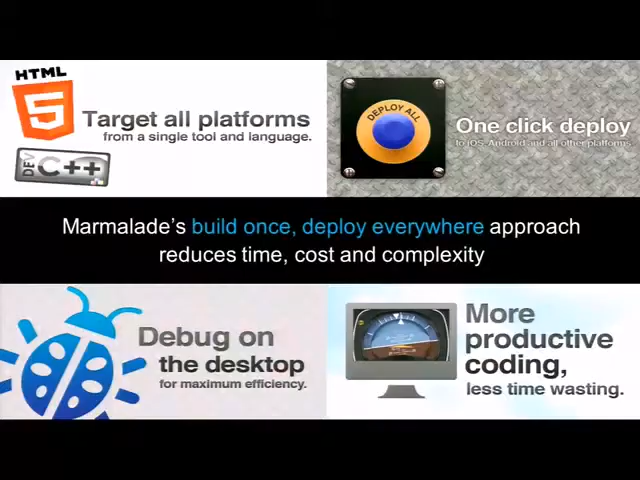 HTML
5
Target all platforms
from a single tool and language.
DEV C++
DEPLOY ALL
One click deploy
to iOS, Android and all other platforms
Marmalade's build once, deploy everywhere approach
reduces time, cost and complexity
Debug on
the desktop
for maximum efficiency.
More
productive
coding,
less time wasting.